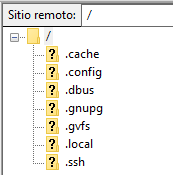 Sitio remoto: /
/
.cache
.config
.dbus
.gnupg
.gvfs
.local
.ssh